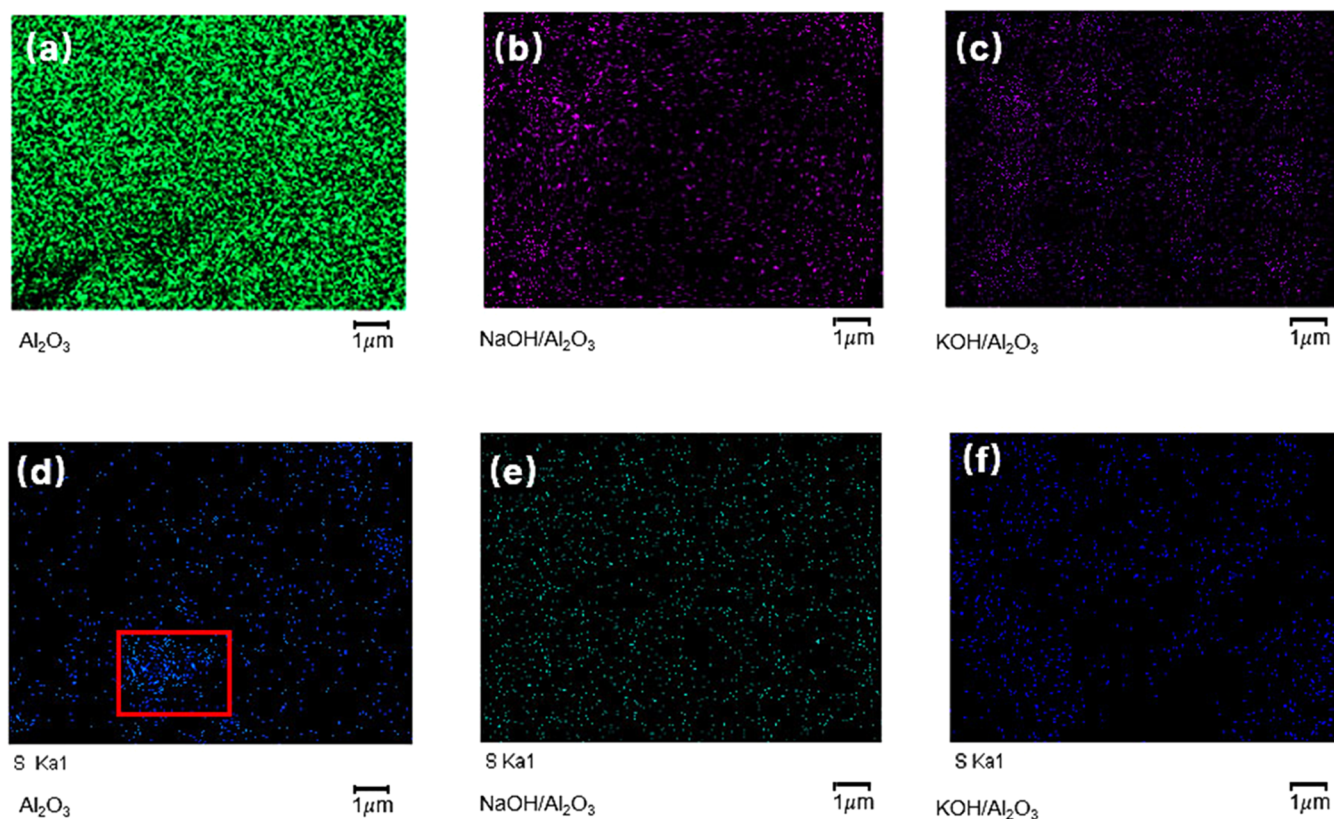 (a)
(b)
(c)
Al₂O₃
1μm
NaOH/Al₂O₃
1μm
KOH/Al₂O₃
1μm
(d)
(e)
(f)
S Ka1
S Ka1
S Ka1
Al₂O₃
1μm
NaOH/Al₂O₃
1μm
KOH/Al₂O₃
1μm